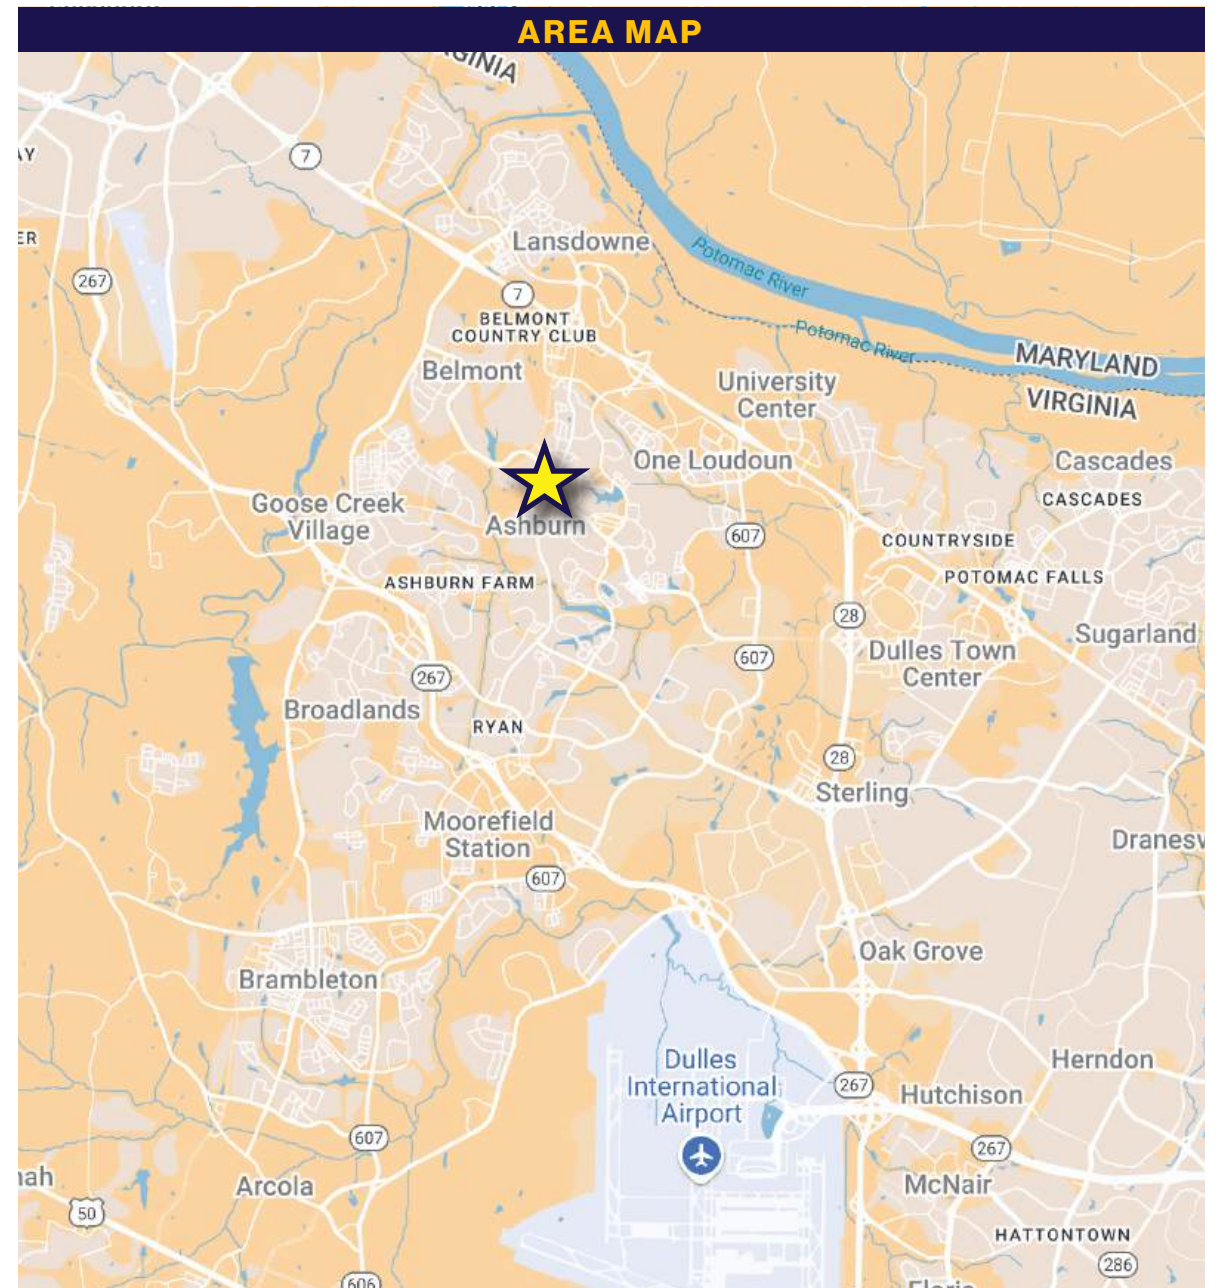 AREA MAP
7
Lansdowne
Potomac River
267
7
BELMONT
COUNTRY CLUB
Potomac River
MARYLAND
VIRGINIA
Belmont
University
Center
One Loudoun
Cascades
CASCADES
Goose Creek
Village
Ashburn
607
COUNTRYSIDE
ASHBURN FARM
POTOMAC FALLS
28
Sugarland
607
Dulles Town
Center
267
Broadlands
RYAN
28
Sterling
Moorefield
Station
Dranesv
607
Oak Grove
Brambleton
Dulles
International
Airport
Herndon
267
Hutchison
607
267
Arcola
McNair
50
HATTONTOWN
286
606